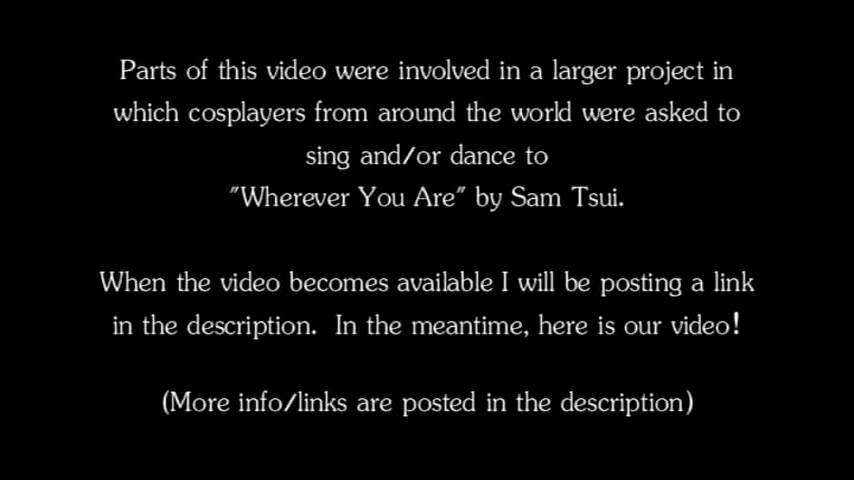 Parts of this video were involved in a larger project in
which cosplayers from around the world were asked to
sing and/or dance to
"Wherever You Are" by Sam Tsui.
When the video becomes available I will be posting a link
in the description.  In the meantime, here is our video!
(More info/links are posted in the description)